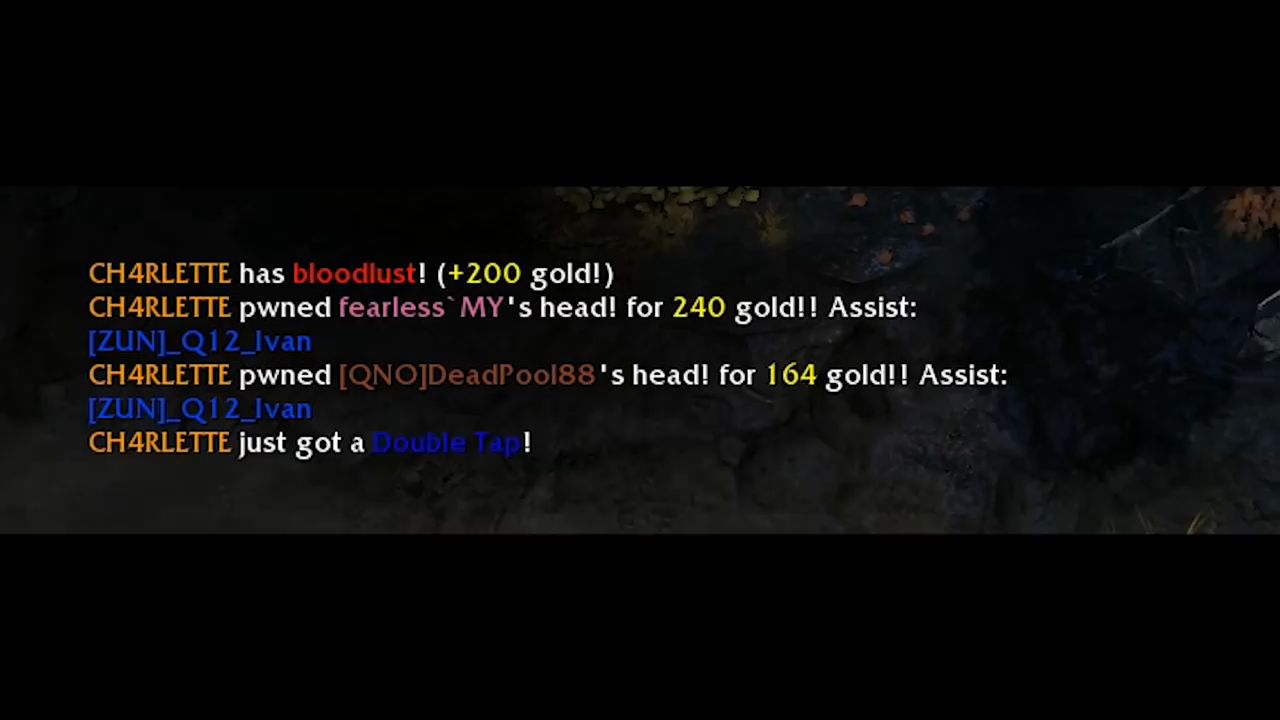 CH4RLETTE has bloodlust! (+200 gold!)
CH4RLETTE pwned fearless`MY's head! for 240 gold!! Assist:
[ZUN]_Q12_Ivan
CH4RLETTE pwned [QNO]DeadPool88's head! for 164 gold!! Assist:
[ZUN]_Q12_Ivan
CH4RLETTE just got a Double Tap!